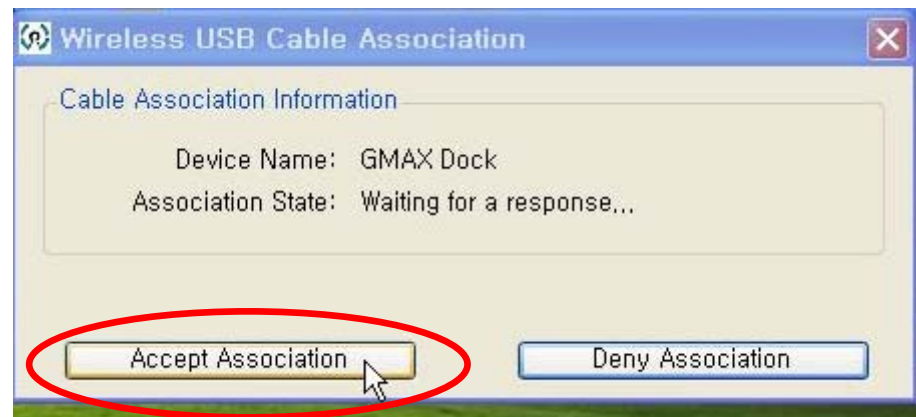 Wireless USB Cable Association
Cable Association Information
Device Name: GMAX Dock
Association State: Waiting for a response...
Accept Association
Deny Association